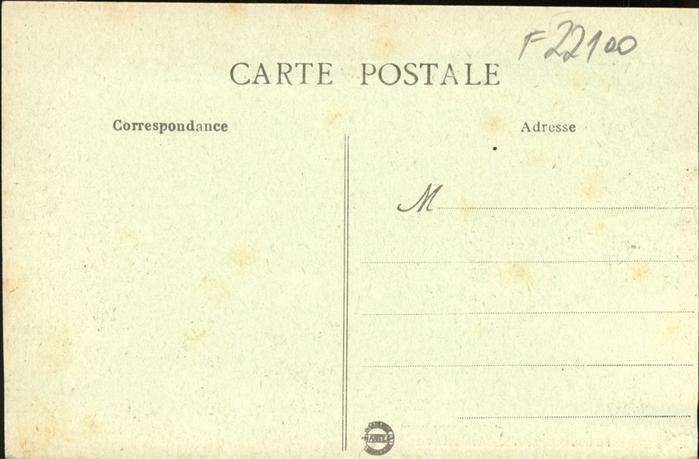 F22100
CARTE POSTALE
Correspondance
Adresse
M